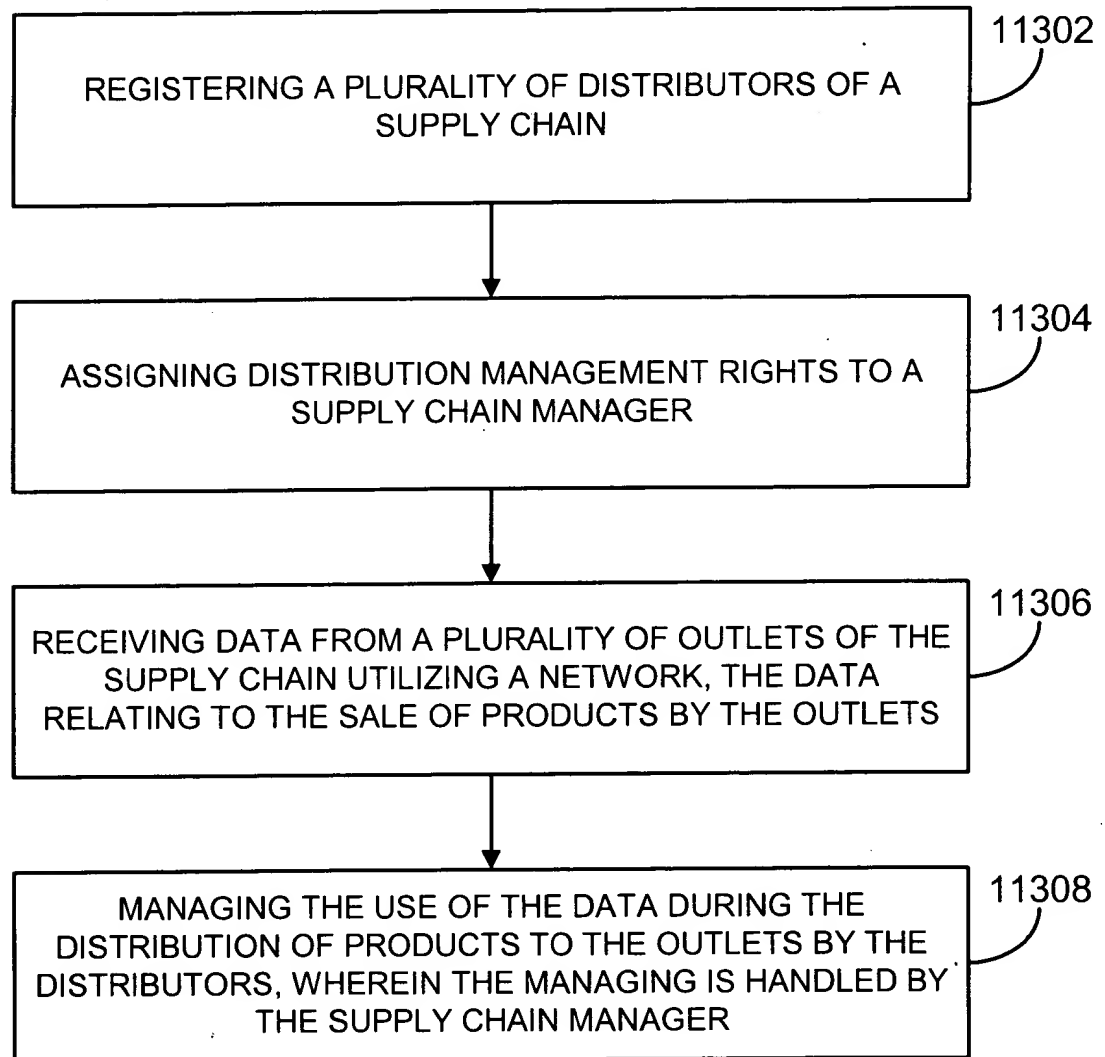 11302
REGISTERING A PLURALITY OF DISTRIBUTORS OF A
SUPPLY CHAIN
11304
ASSIGNING DISTRIBUTION MANAGEMENT RIGHTS TO A
SUPPLY CHAIN MANAGER
11306
RECEIVING DATA FROM A PLURALITY OF OUTLETS OF THE
SUPPLY CHAIN UTILIZING A NETWORK, THE DATA
RELATING TO THE SALE OF PRODUCTS BY THE OUTLETS
11308
MANAGING THE USE OF THE DATA DURING THE
DISTRIBUTION OF PRODUCTS TO THE OUTLETS BY THE
DISTRIBUTORS, WHEREIN THE MANAGING IS HANDLED BY
THE SUPPLY CHAIN MANAGER